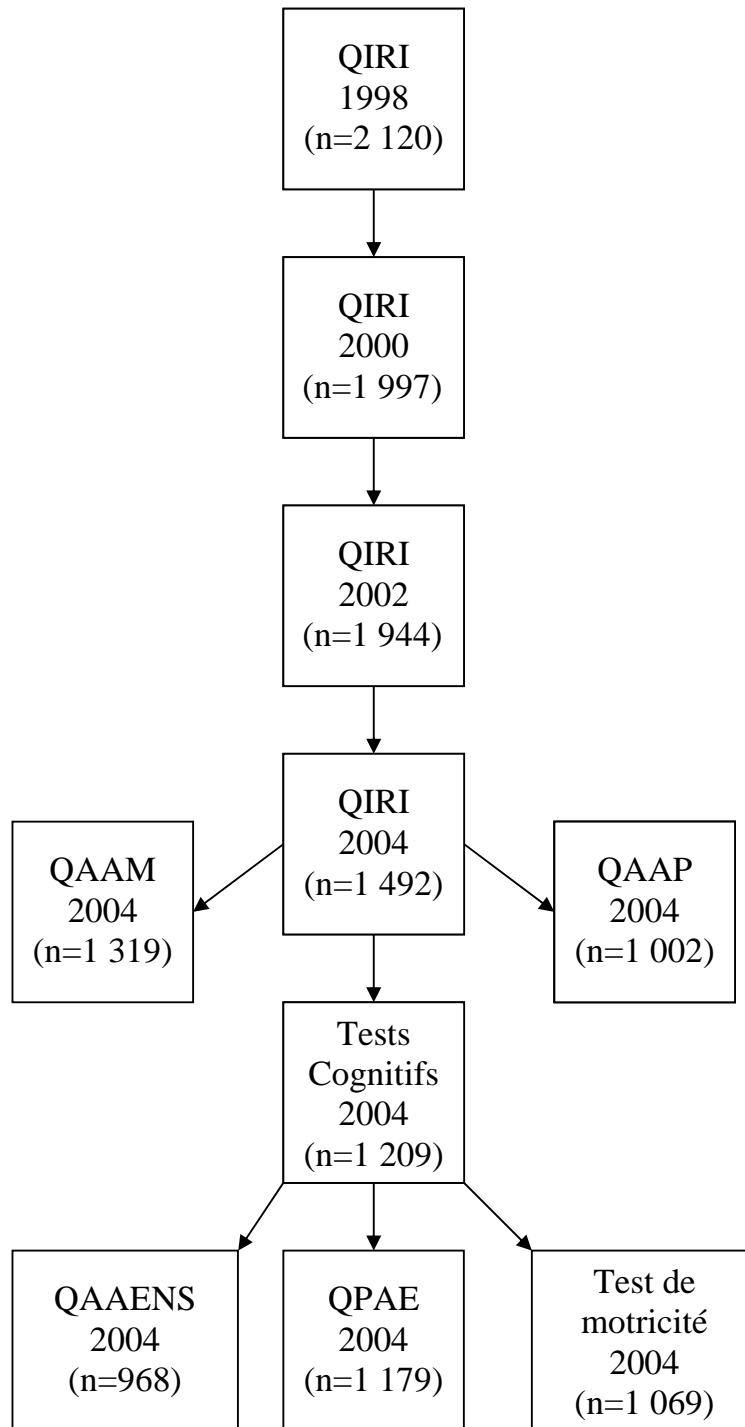 QIRI
1998
(n=2 120)
QIRI
2000
(n=1 997)
QIRI
2002
(n=1 944)
QIRI
2004
(n=1 492)
QAAM
2004
(n=1 319)
QAAP
2004
(n=1 002)
Tests
Cognitifs
2004
(n=1 209)
QAAENS
2004
(n=968)
QPAE
2004
(n=1 179)
Test de
motricité
2004
(n=1 069)